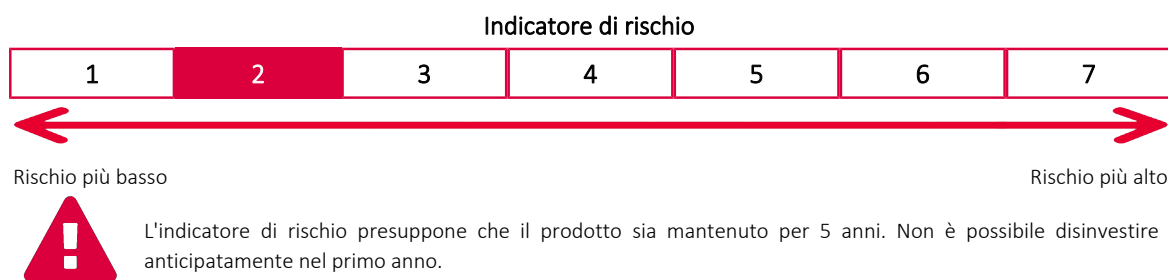 Indicatore di rischio
1 2 3 4 5 6 7
Rischio più basso Rischio più alto
L'indicatore di rischio presuppone che il prodotto sia mantenuto per 5 anni. Non è possibile disinvestire
anticipatamente nel primo anno.